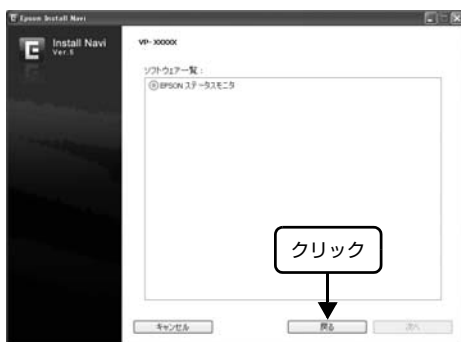 Epson Install Navi
Install Navi
Ver.5
VP-XXXXX
ソフトウェア一覧：
EPSON ステータスモニタ
クリック
キャンセル
戻る
次へ